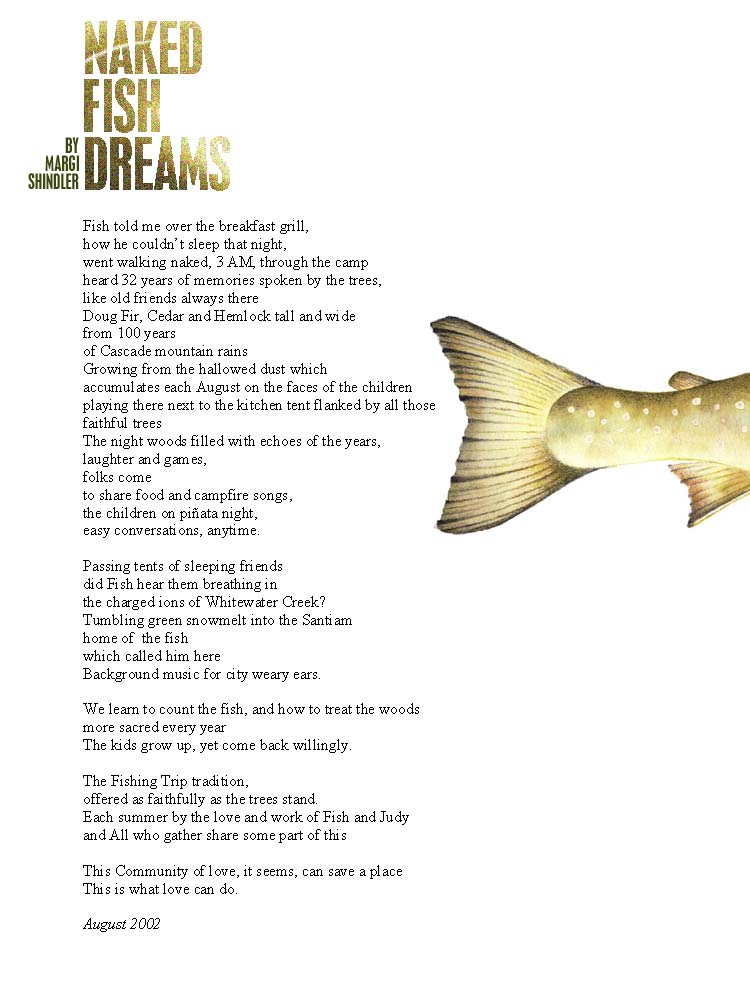 NAKED
FISH
DREAMS
BY
MARGI
SHINDLER
Fish told me over the breakfast grill,
how he couldn't sleep that night,
went walking naked, 3 AM, through the camp
heard 32 years of memories spoken by the trees,
like old friends always there
Doug Fir, Cedar and Hemlock tall and wide
from 100 years
of Cascade mountain rains
Growing from the hallowed dust which
accumulates each August on the faces of the children
playing there next to the kitchen tent flanked by all those
faithful trees
The night woods filled with echoes of the years,
laughter and games,
folks come
to share food and campfire songs,
the children on piñata night,
easy conversations, anytime.

Passing tents of sleeping friends
did Fish hear them breathing in
the charged ions of Whitewater Creek?
Tumbling green snowmelt into the Santiam
home of  the fish
which called him here
Background music for city weary ears.

We learn to count the fish, and how to treat the woods
more sacred every year
The kids grow up, yet come back willingly.

The Fishing Trip tradition,
offered as faithfully as the trees stand.
Each summer by the love and work of Fish and Judy
and All who gather share some part of this

This Community of love, it seems, can save a place
This is what love can do.

August 2002